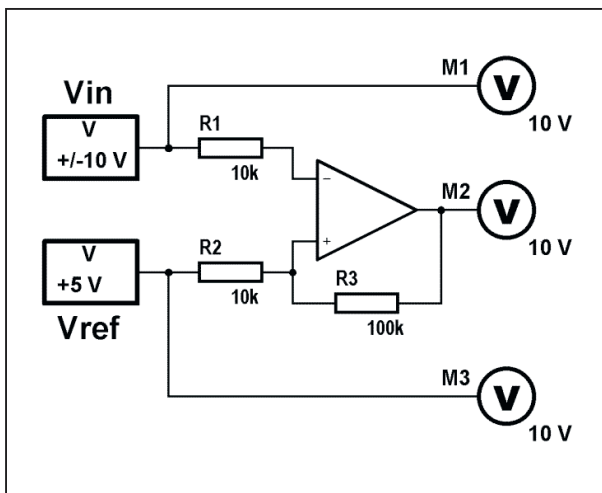 M1
V
10 V
Vin
V
+/-10 V
R1
10k
−
+
M2
V
10 V
V
+5 V
Vref
R2
10k
R3
100k
M3
V
10 V